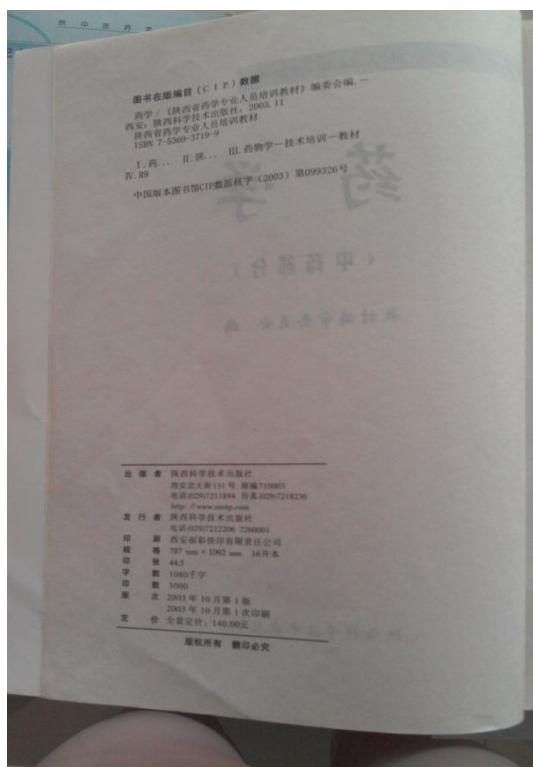 图书在版编目(CIP)数据
药学/《陕西省药学专业人员培训教材》编委会编.—
西安：陕西科学技术出版社，2003.11
陕西省药学专业人员培训教材
ISBN 7-5369-3719-9
Ⅰ.药... Ⅱ.陕... Ⅲ.药物学—技术培训—教材
Ⅳ.R9
中国版本图书馆CIP数据核字(2003)第099326号
药学
(中药部分)
出版者 陕西科学技术出版社
西安北大街131号 邮编710003
电话(029)7211894 传真(029)7218236
发行者 陕西科学技术出版社
电话(029)7212206 7260001
印刷 西安丽彩快印有限责任公司
规格 787 mm×1092 mm 16开本
印张 44.5
字数 1080千字
印数 3000
版次 2003年10月第1版
2003年10月第1次印刷
定价 全套定价：140.00元
版权所有 翻印必究